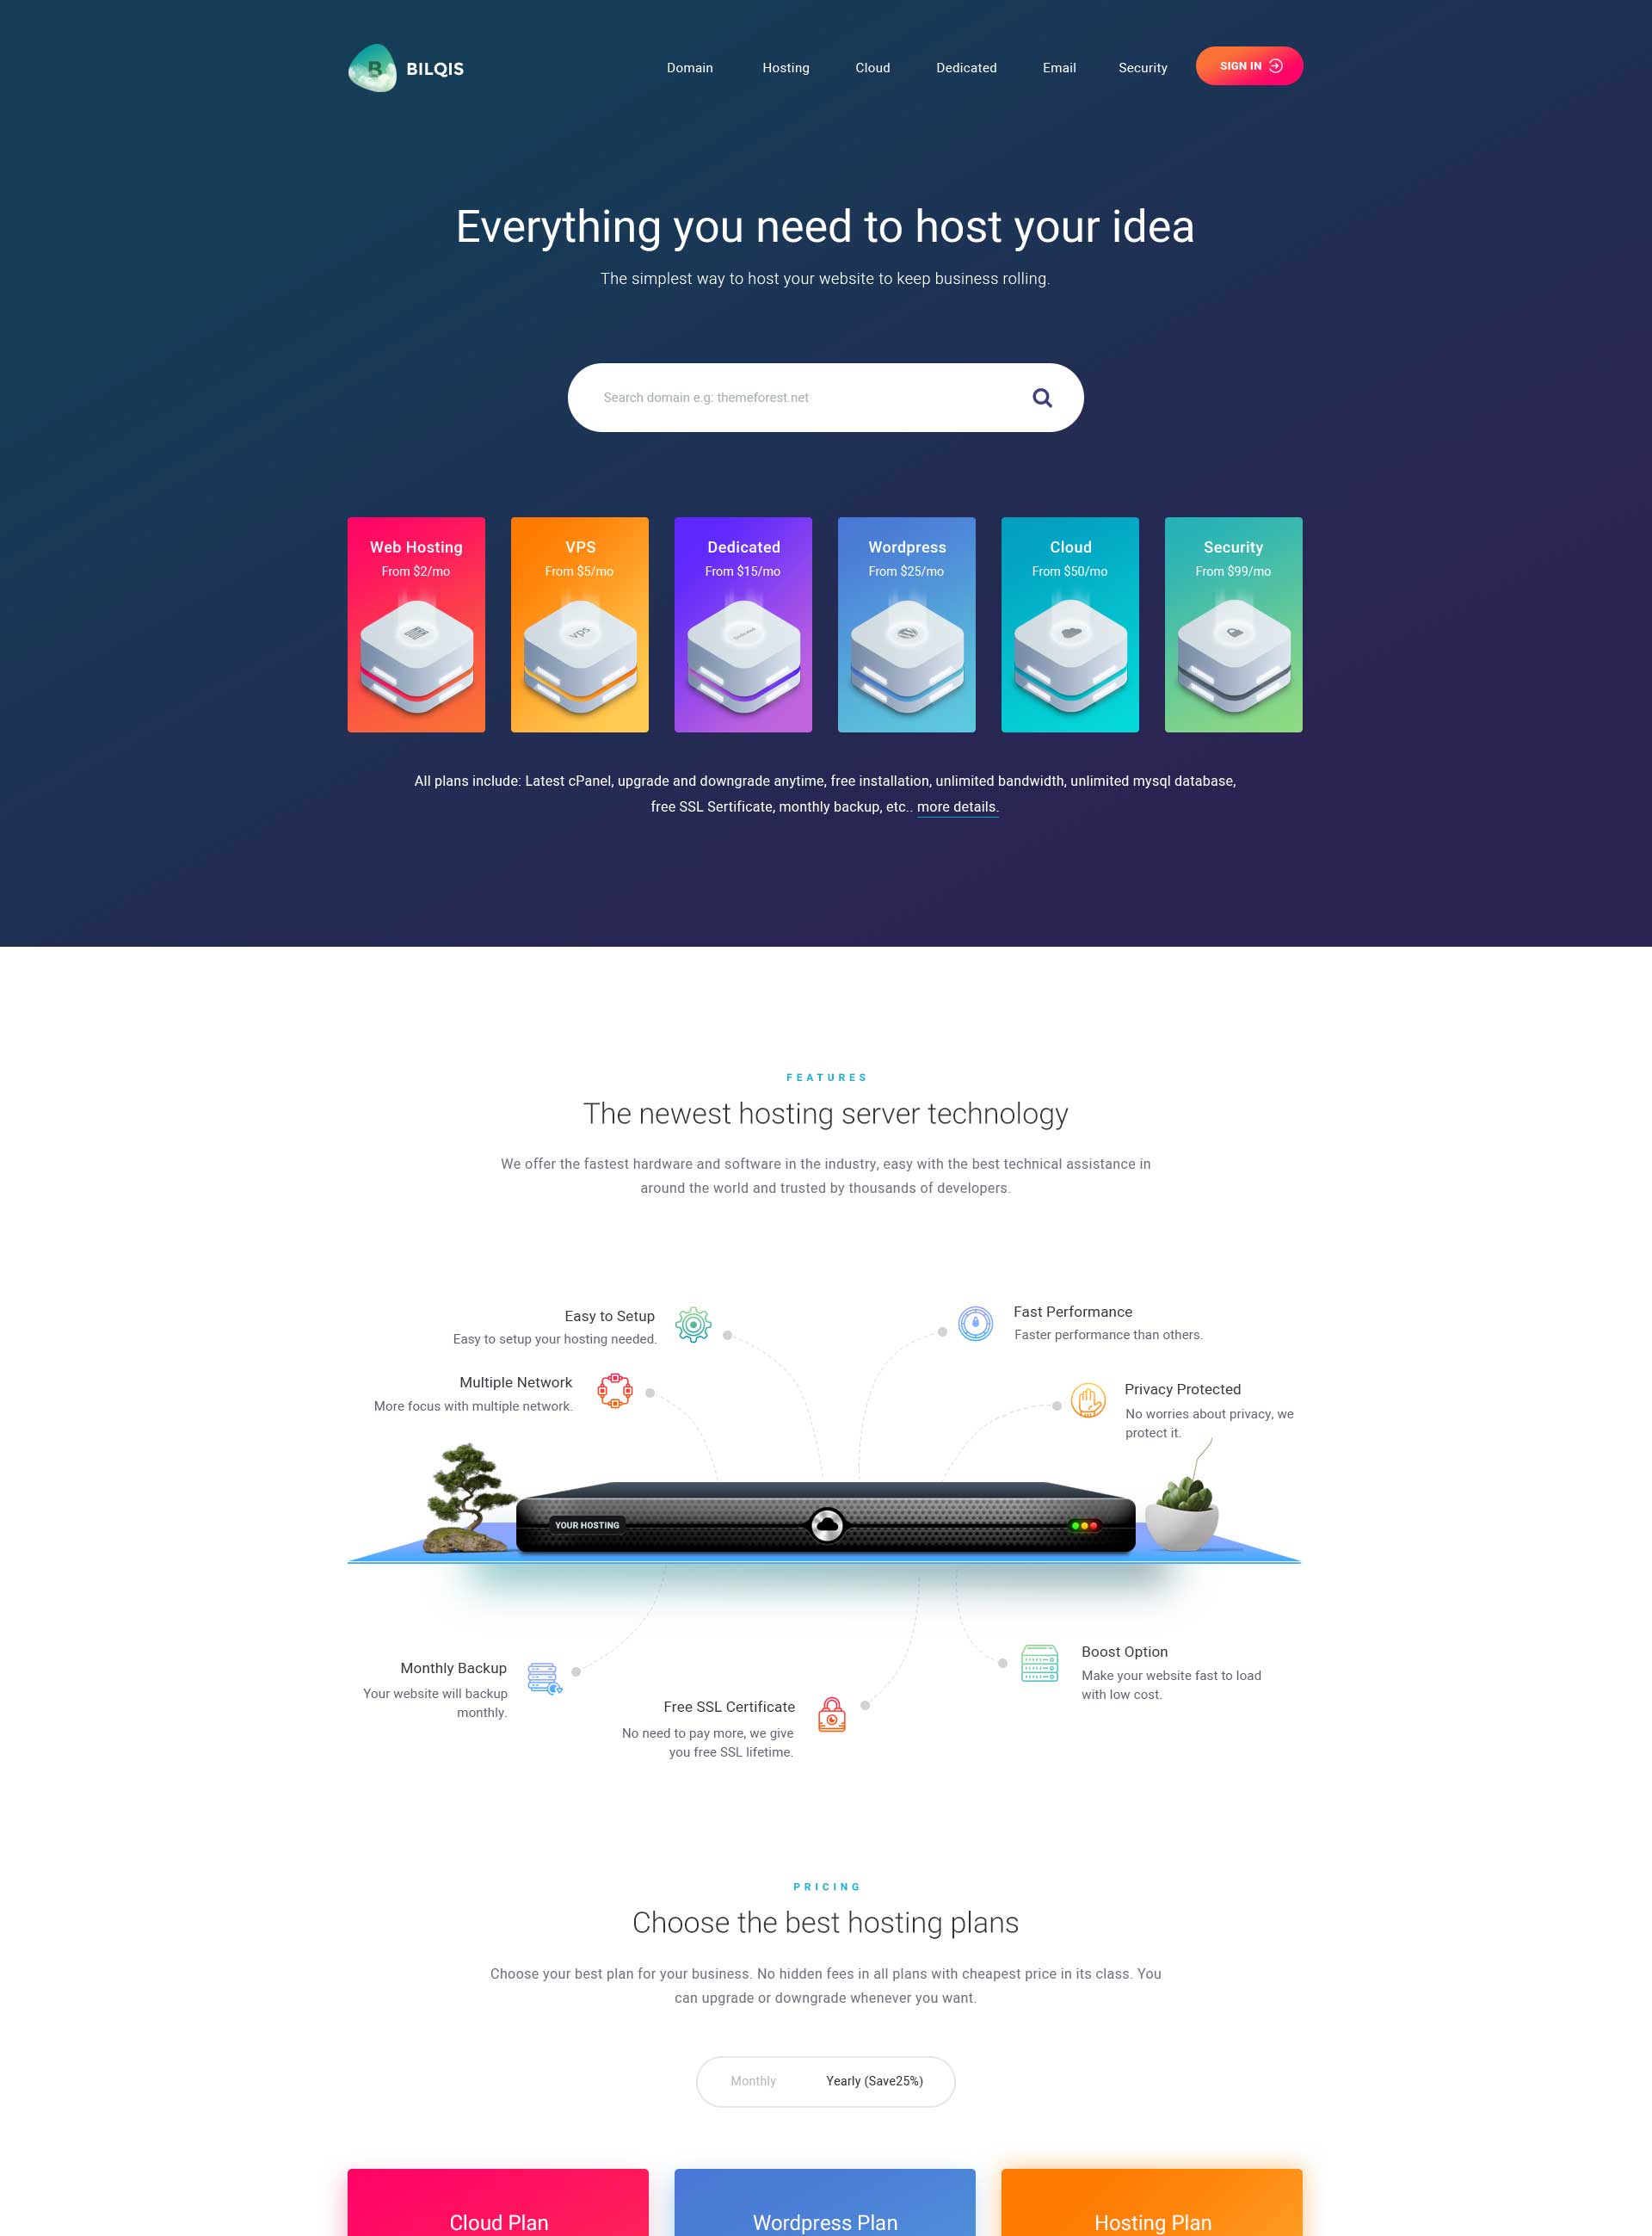 B BILQIS
Domain Hosting Cloud Dedicated Email Security SIGN IN
Everything you need to host your idea
The simplest way to host your website to keep business rolling.
Search domain e.g: themeforest.net
Web Hosting
From $2/mo
VPS
From $5/mo
vps
Dedicated
From $15/mo
Dedicated
Wordpress
From $25/mo
Cloud
From $50/mo
Security
From $99/mo
All plans include: Latest cPanel, upgrade and downgrade anytime, free installation, unlimited bandwidth, unlimited mysql database,
free SSL Sertificate, monthly backup, etc.. more details.
FEATURES
The newest hosting server technology
We offer the fastest hardware and software in the industry, easy with the best technical assistance in
around the world and trusted by thousands of developers.
Easy to Setup
Easy to setup your hosting needed.
Fast Performance
Faster performance than others.
Multiple Network
More focus with multiple network.
Privacy Protected
No worries about privacy, we
protect it.
YOUR HOSTING
Monthly Backup
Your website will backup
monthly.
Free SSL Certificate
No need to pay more, we give
you free SSL lifetime.
Boost Option
Make your website fast to load
with low cost.
PRICING
Choose the best hosting plans
Choose your best plan for your business. No hidden fees in all plans with cheapest price in its class. You
can upgrade or downgrade whenever you want.
Monthly Yearly (Save25%)
Cloud Plan
Wordpress Plan
Hosting Plan